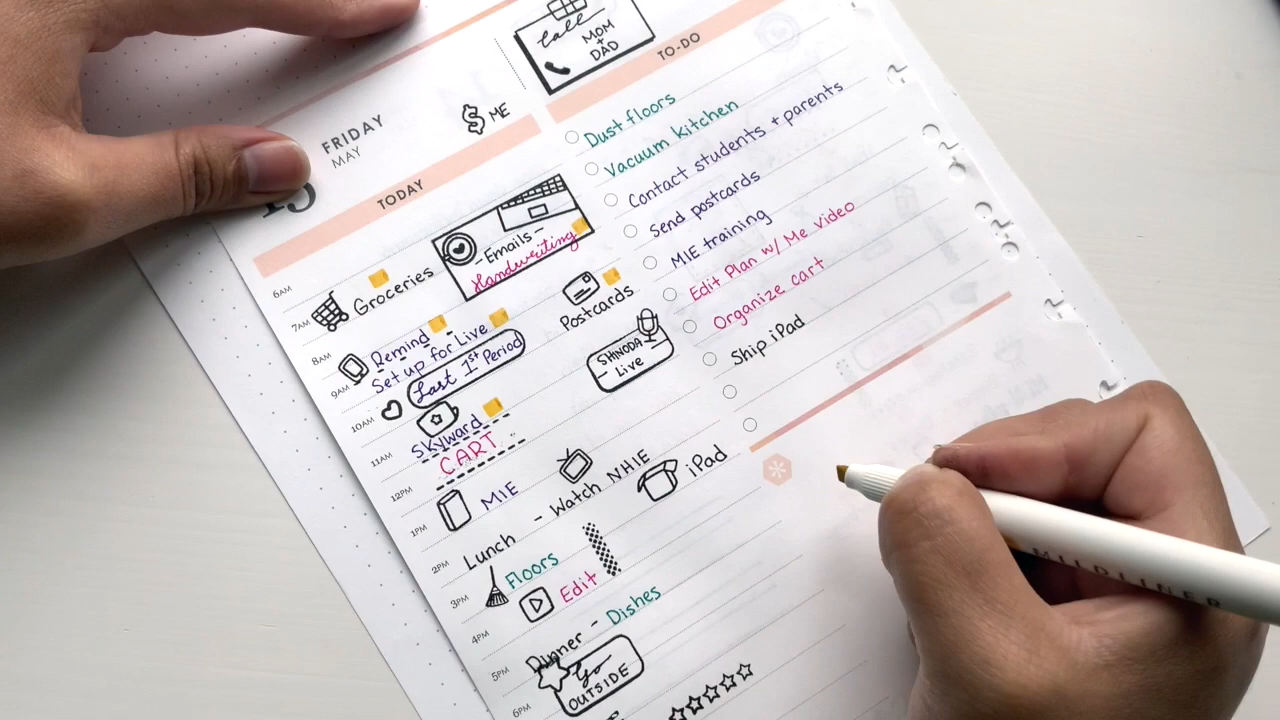 Call
MOM
+
DAD
TO-DO
$ ME
FRIDAY
MAY
TODAY
Dust floors
Vacuum kitchen
Contact students + parents
Send postcards
MIE training
Edit Plan w/ Me video
Organize cart
Ship iPad
-Emails-
Handwriting
6AM
Groceries
7AM
Postcards
8AM
Remind
Set up for Live
SHINODA
- Live
9AM
Last 1st Period
10AM
Skyward
11AM
CART
12PM
MIE
1PM
Lunch - Watch NHIE
iPad
2PM
Floors
3PM
Edit
4PM
Dinner - Dishes
5PM
Go
OUTSIDE
6PM
MILDLINER